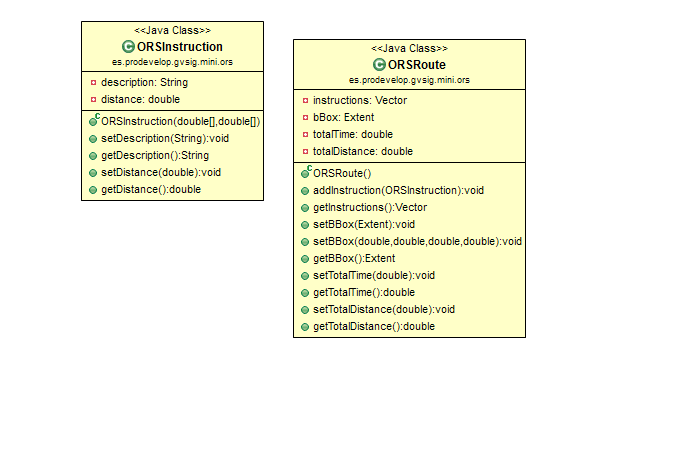 <<Java Class>>
ORSInstruction
es.prodevelop.gvsig.mini.ors
description: String
distance: double
ORSInstruction(double[],double[])
setDescription(String):void
getDescription():String
setDistance(double):void
getDistance():double
<<Java Class>>
ORSRoute
es.prodevelop.gvsig.mini.ors
instructions: Vector
bBox: Extent
totalTime: double
totalDistance: double
ORSRoute()
addInstruction(ORSInstruction):void
getInstructions():Vector
setBBox(Extent):void
setBBox(double,double,double,double):void
getBBox():Extent
setTotalTime(double):void
getTotalTime():double
setTotalDistance(double):void
getTotalDistance():double